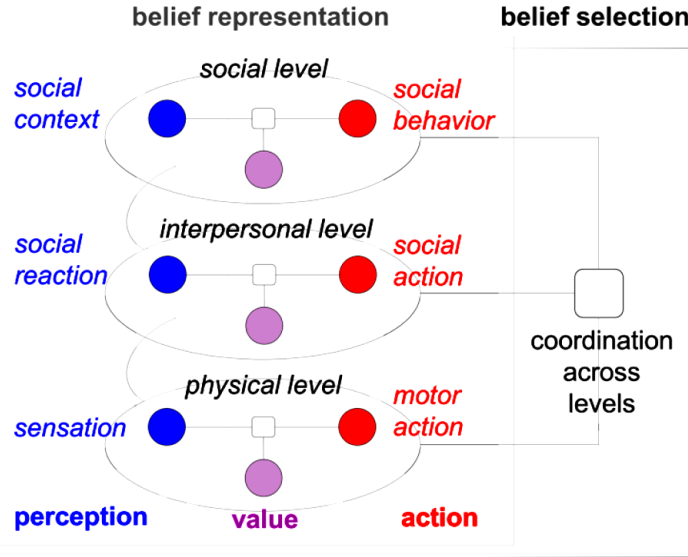 belief representation
belief selection
social level
social
context
social
behavior
interpersonal level
social
reaction
social
action
coordination
across
levels
physical level
sensation
motor
action
perception
value
action